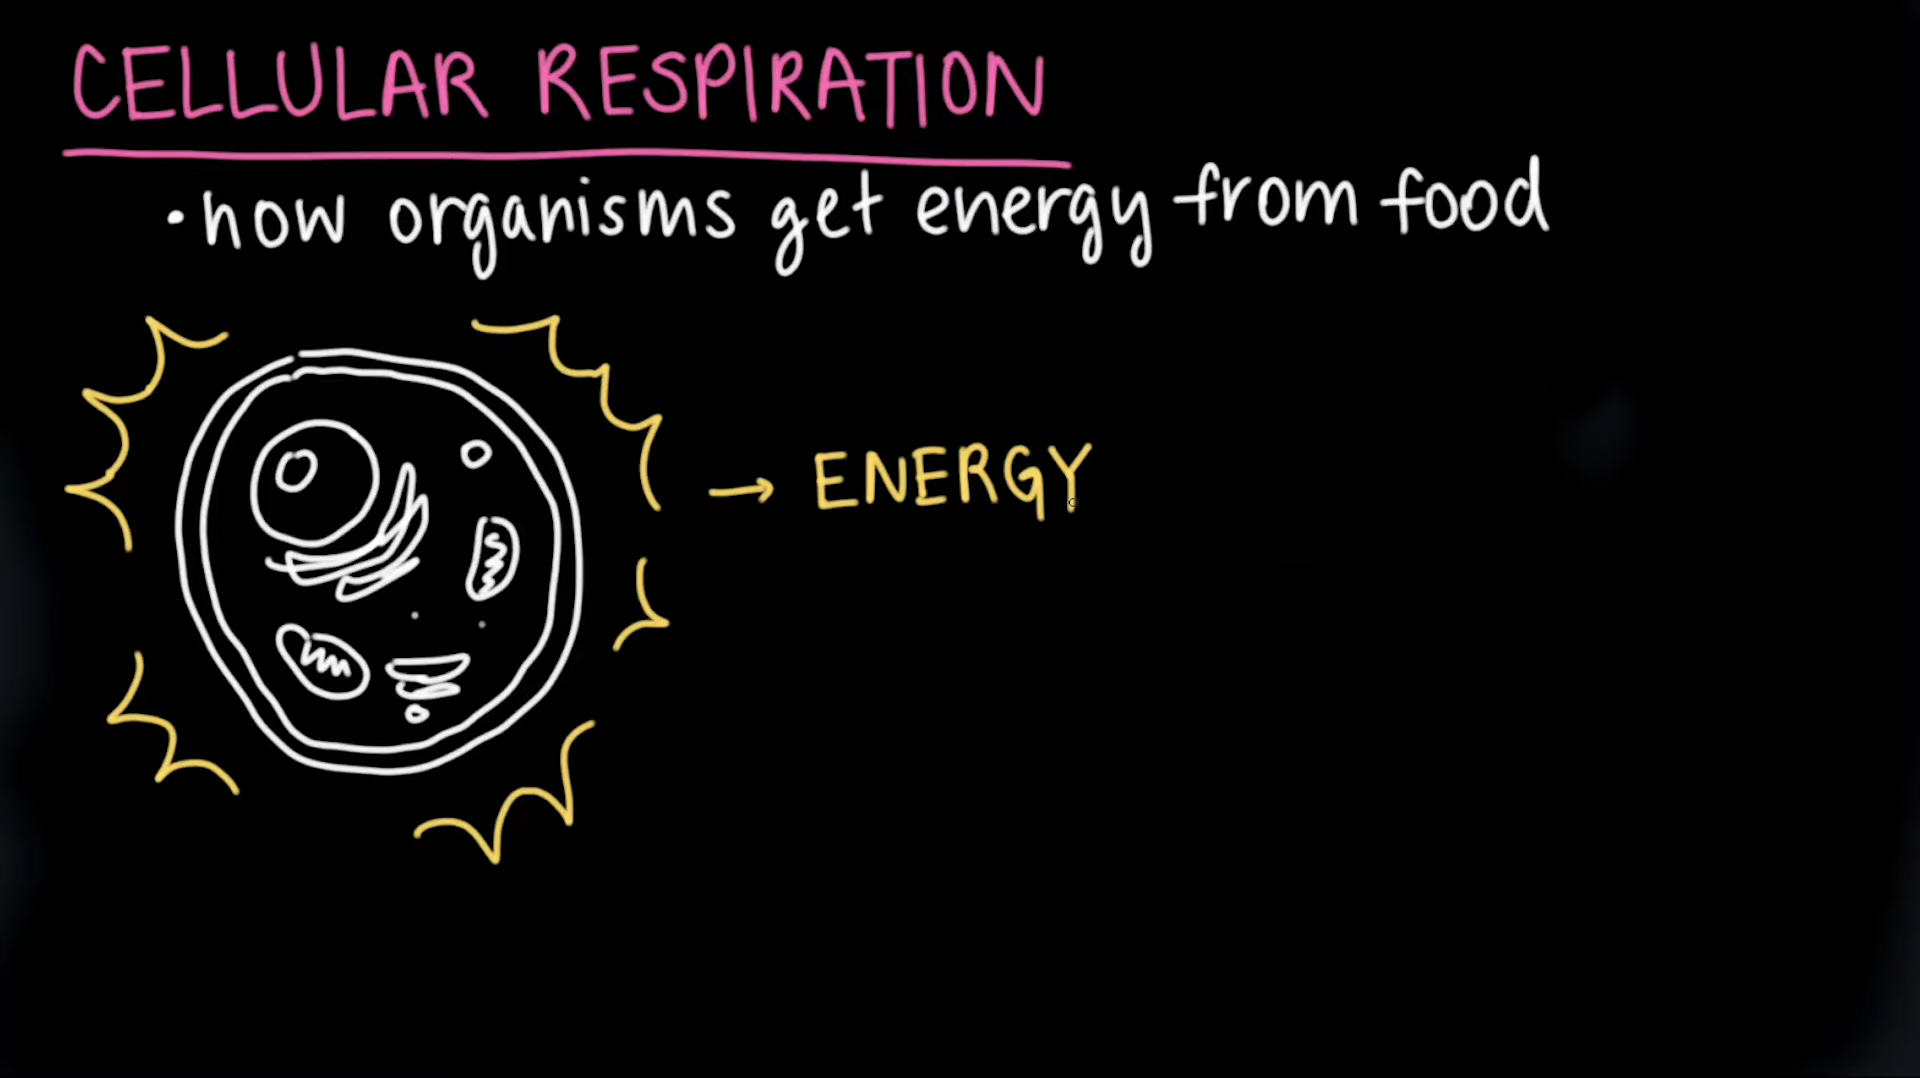 CELLULAR RESPIRATION
• how organisms get energy from food
→ ENERGY